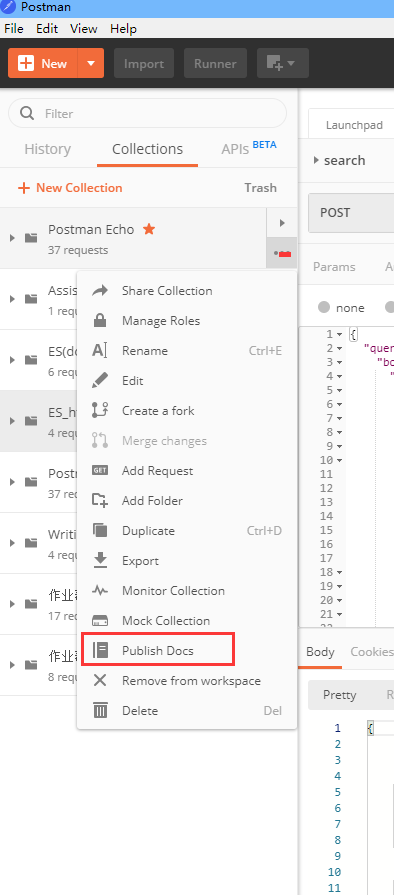 Postman
File Edit View Help
New Import Runner
Filter
History Collections APIs BETA
New Collection Trash
Postman Echo
37 requests
Share Collection
Manage Roles
Rename Ctrl+E
Edit
Create a fork
Merge changes
Add Request
Add Folder
Duplicate Ctrl+D
Export
Monitor Collection
Mock Collection
Publish Docs
Remove from workspace
Delete Del
Assis
1 requ
ES(do
6 requ
ES_h
4 requ
Postm
37 req
Writi
4 requ
作业
17 req
作业
8 requ
Launchpad
search
POST
Params A
none
1 {
2 "quer
3 "bo
4 "
5
6
7
8
9
10
11
12
13
14
15
16
17
18
19
20
21
Body Cookies
Pretty R
1 {
2
3
4
5
6
7
8
9
10
11